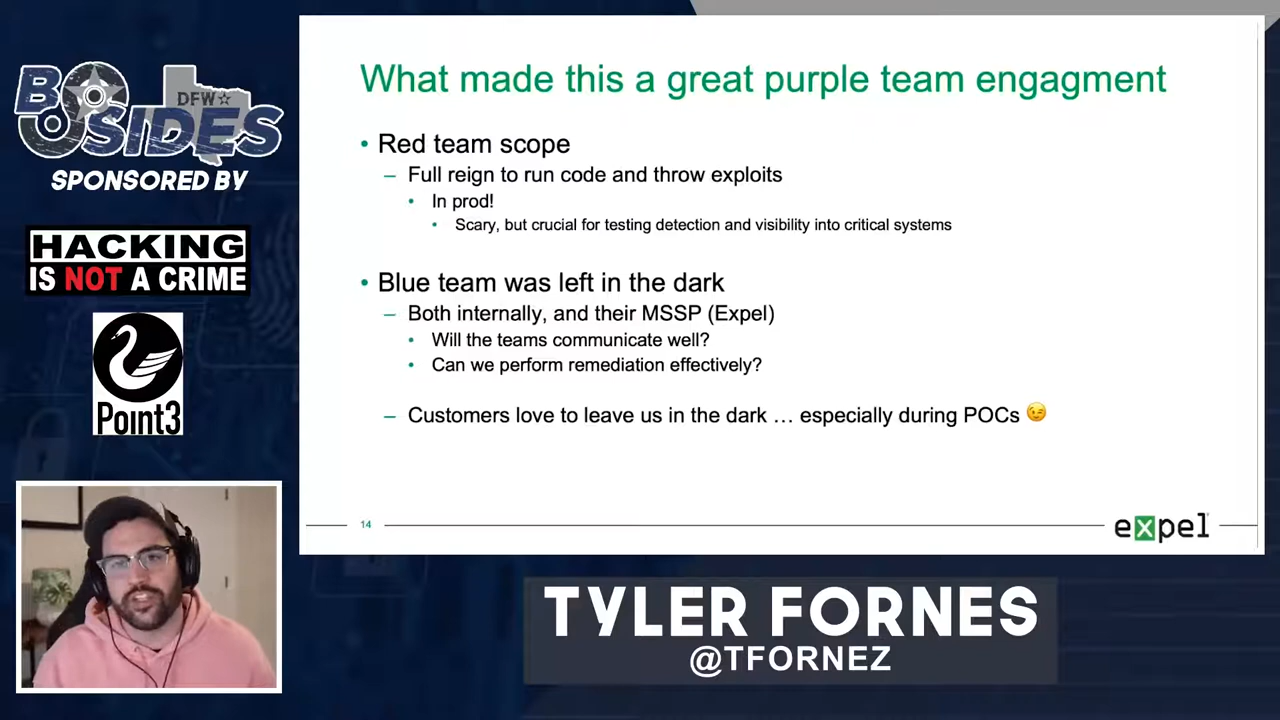 BSIDES
DFW
SPONSORED BY
HACKING
IS NOT A CRIME
Point3
What made this a great purple team engagment
• Red team scope
– Full reign to run code and throw exploits
• In prod!
• Scary, but crucial for testing detection and visibility into critical systems
• Blue team was left in the dark
– Both internally, and their MSSP (Expel)
• Will the teams communicate well?
• Can we perform remediation effectively?
– Customers love to leave us in the dark … especially during POCs 😉
14
expel
TYLER FORNES
@TFORNEZ